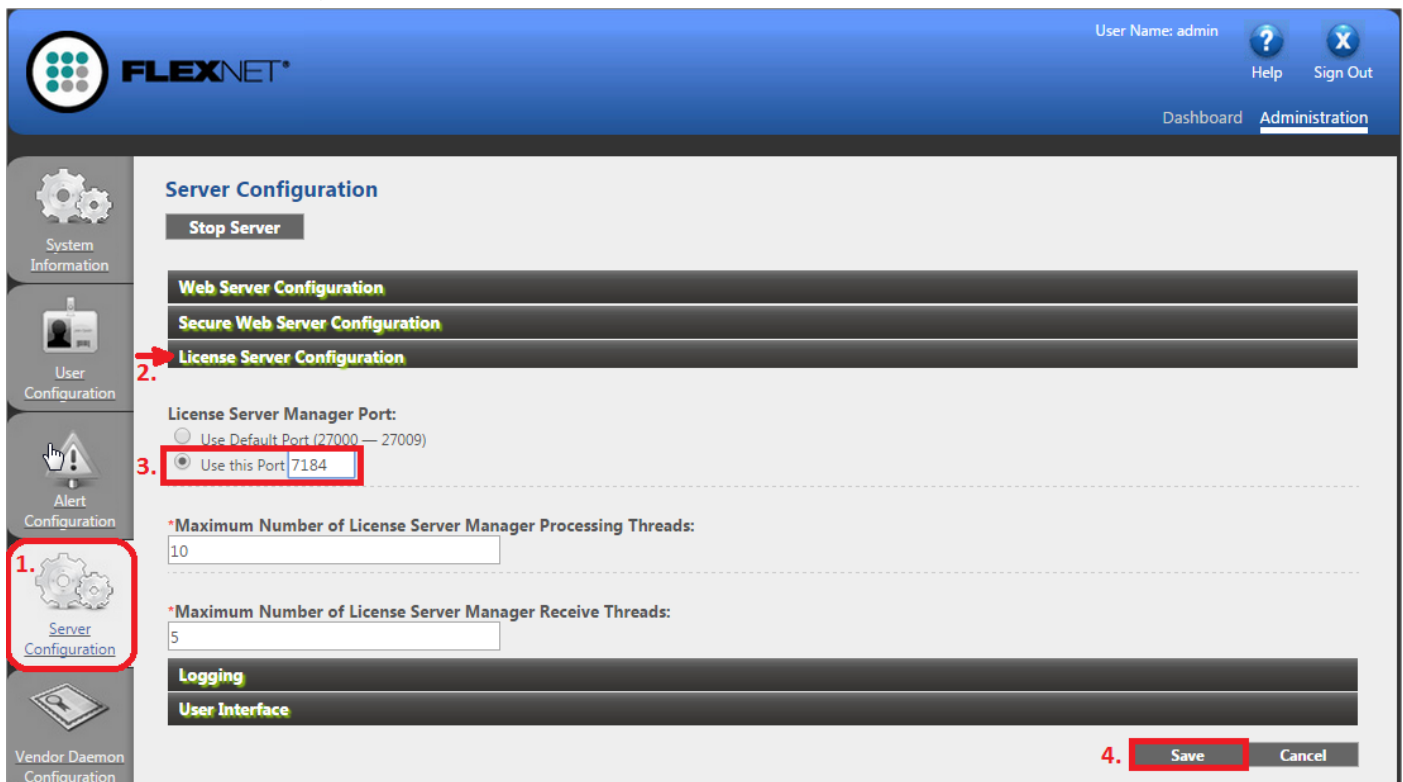 User Name: admin
?
X
Help
Sign Out
FLEXNET
Dashboard
Administration
System
Information
User
Configuration
Alert
Configuration
1.
Server
Configuration
Vendor Daemon
Configuration
Server Configuration
Stop Server
Web Server Configuration
Secure Web Server Configuration
2.
License Server Configuration
License Server Manager Port:
Use Default Port (27000 — 27009)
3.
Use this Port 7184
*Maximum Number of License Server Manager Processing Threads:
10
*Maximum Number of License Server Manager Receive Threads:
5
Logging
User Interface
4.
Save
Cancel